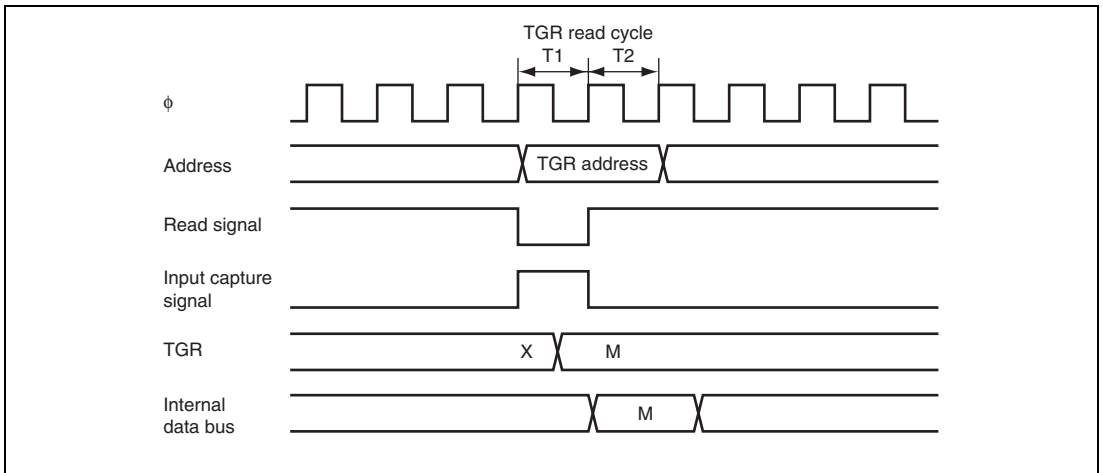 TGR read cycle
T1 T2
ϕ
Address
TGR address
Read signal
Input capture
signal
TGR
X M
Internal
data bus
M